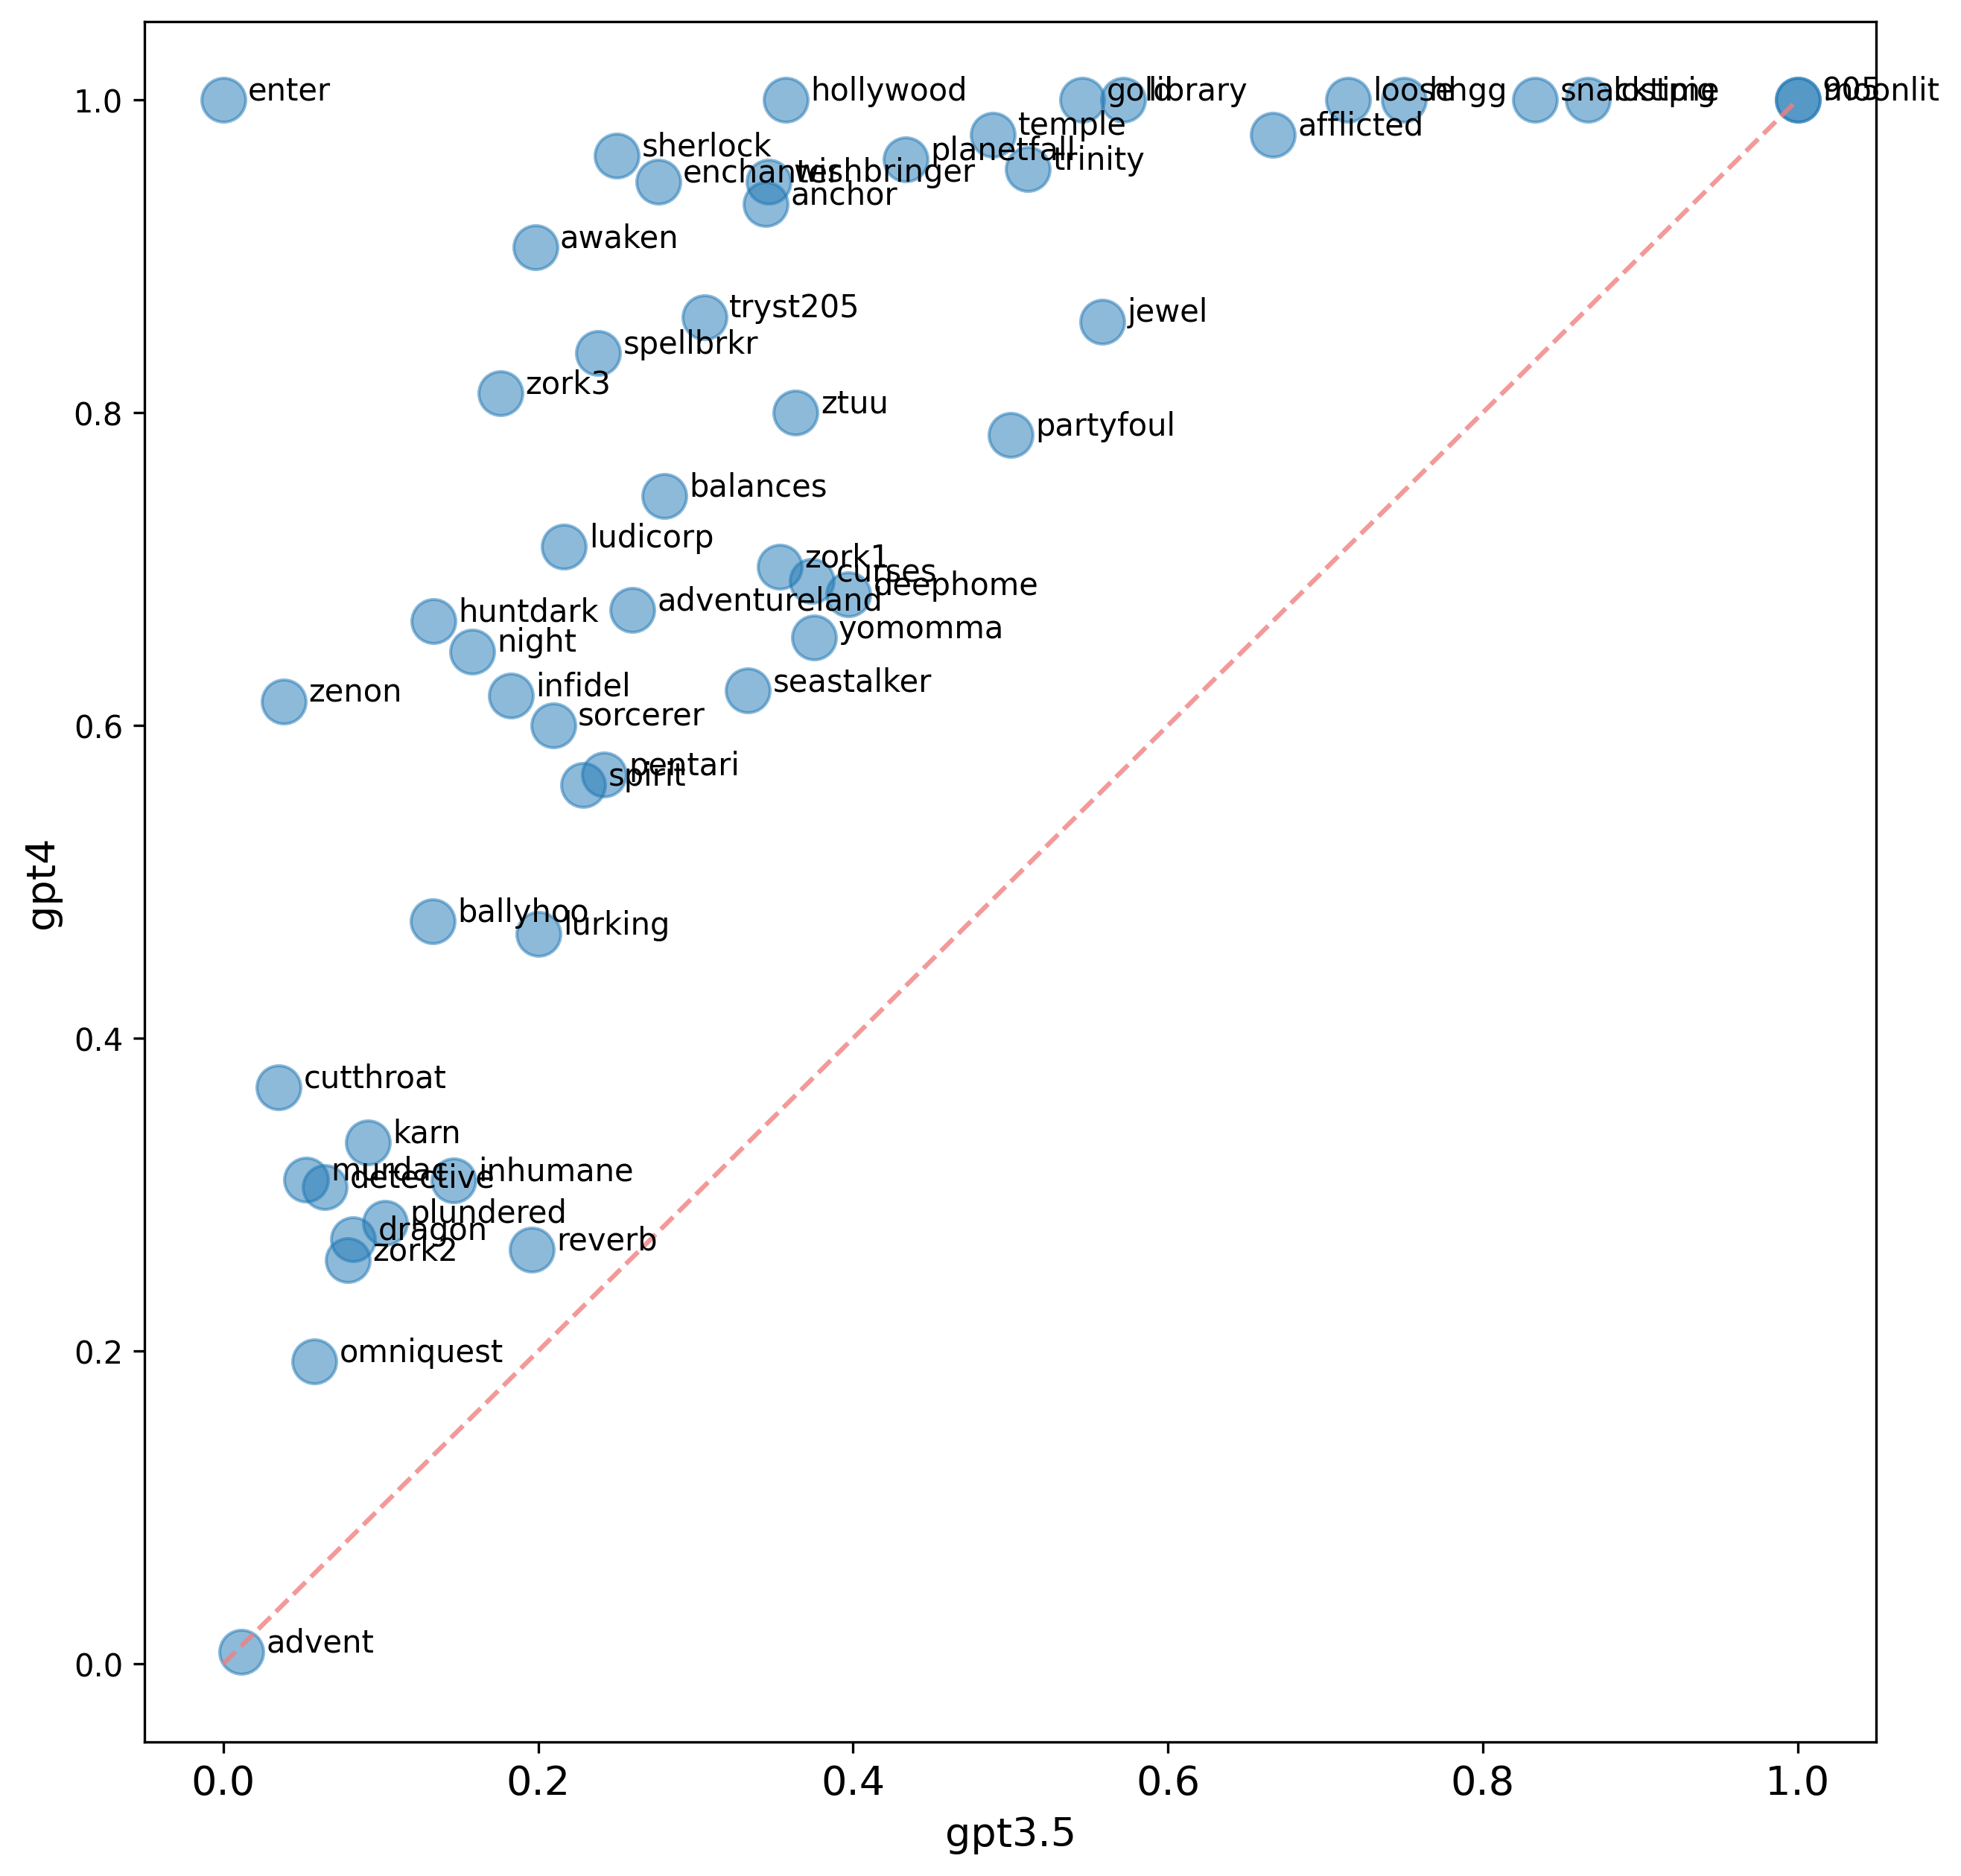 1.0
0.8
0.6
0.4
0.2
0.0
gpt4
enter
hollywood
gold
library
loose
hhgg
snacktime
cstipig
905
moonlit
temple
afflicted
sherlock
planetfall
trinity
enchanter
wishbringer
anchor
awaken
tryst205
jewel
spellbrkr
zork3
ztuu
partyfoul
balances
ludicorp
zork1
curses
deephome
adventureland
huntdark
yomomma
night
infidel
seastalker
zenon
sorcerer
pentari
spirit
ballyhoo
lurking
cutthroat
karn
murdac
detective
inhumane
plundered
dragon
zork2
reverb
omniquest
advent
0.0
0.2
0.4
0.6
0.8
1.0
gpt3.5